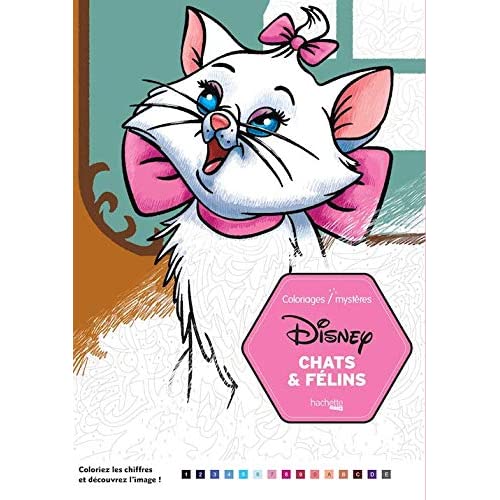 Coloriages mystères
Disney
CHATS
& FÉLINS
hachette
Coloriez les chiffres
et découvrez l'image !
1 2 3 4 5 6 7 8 9 0 A B C D E